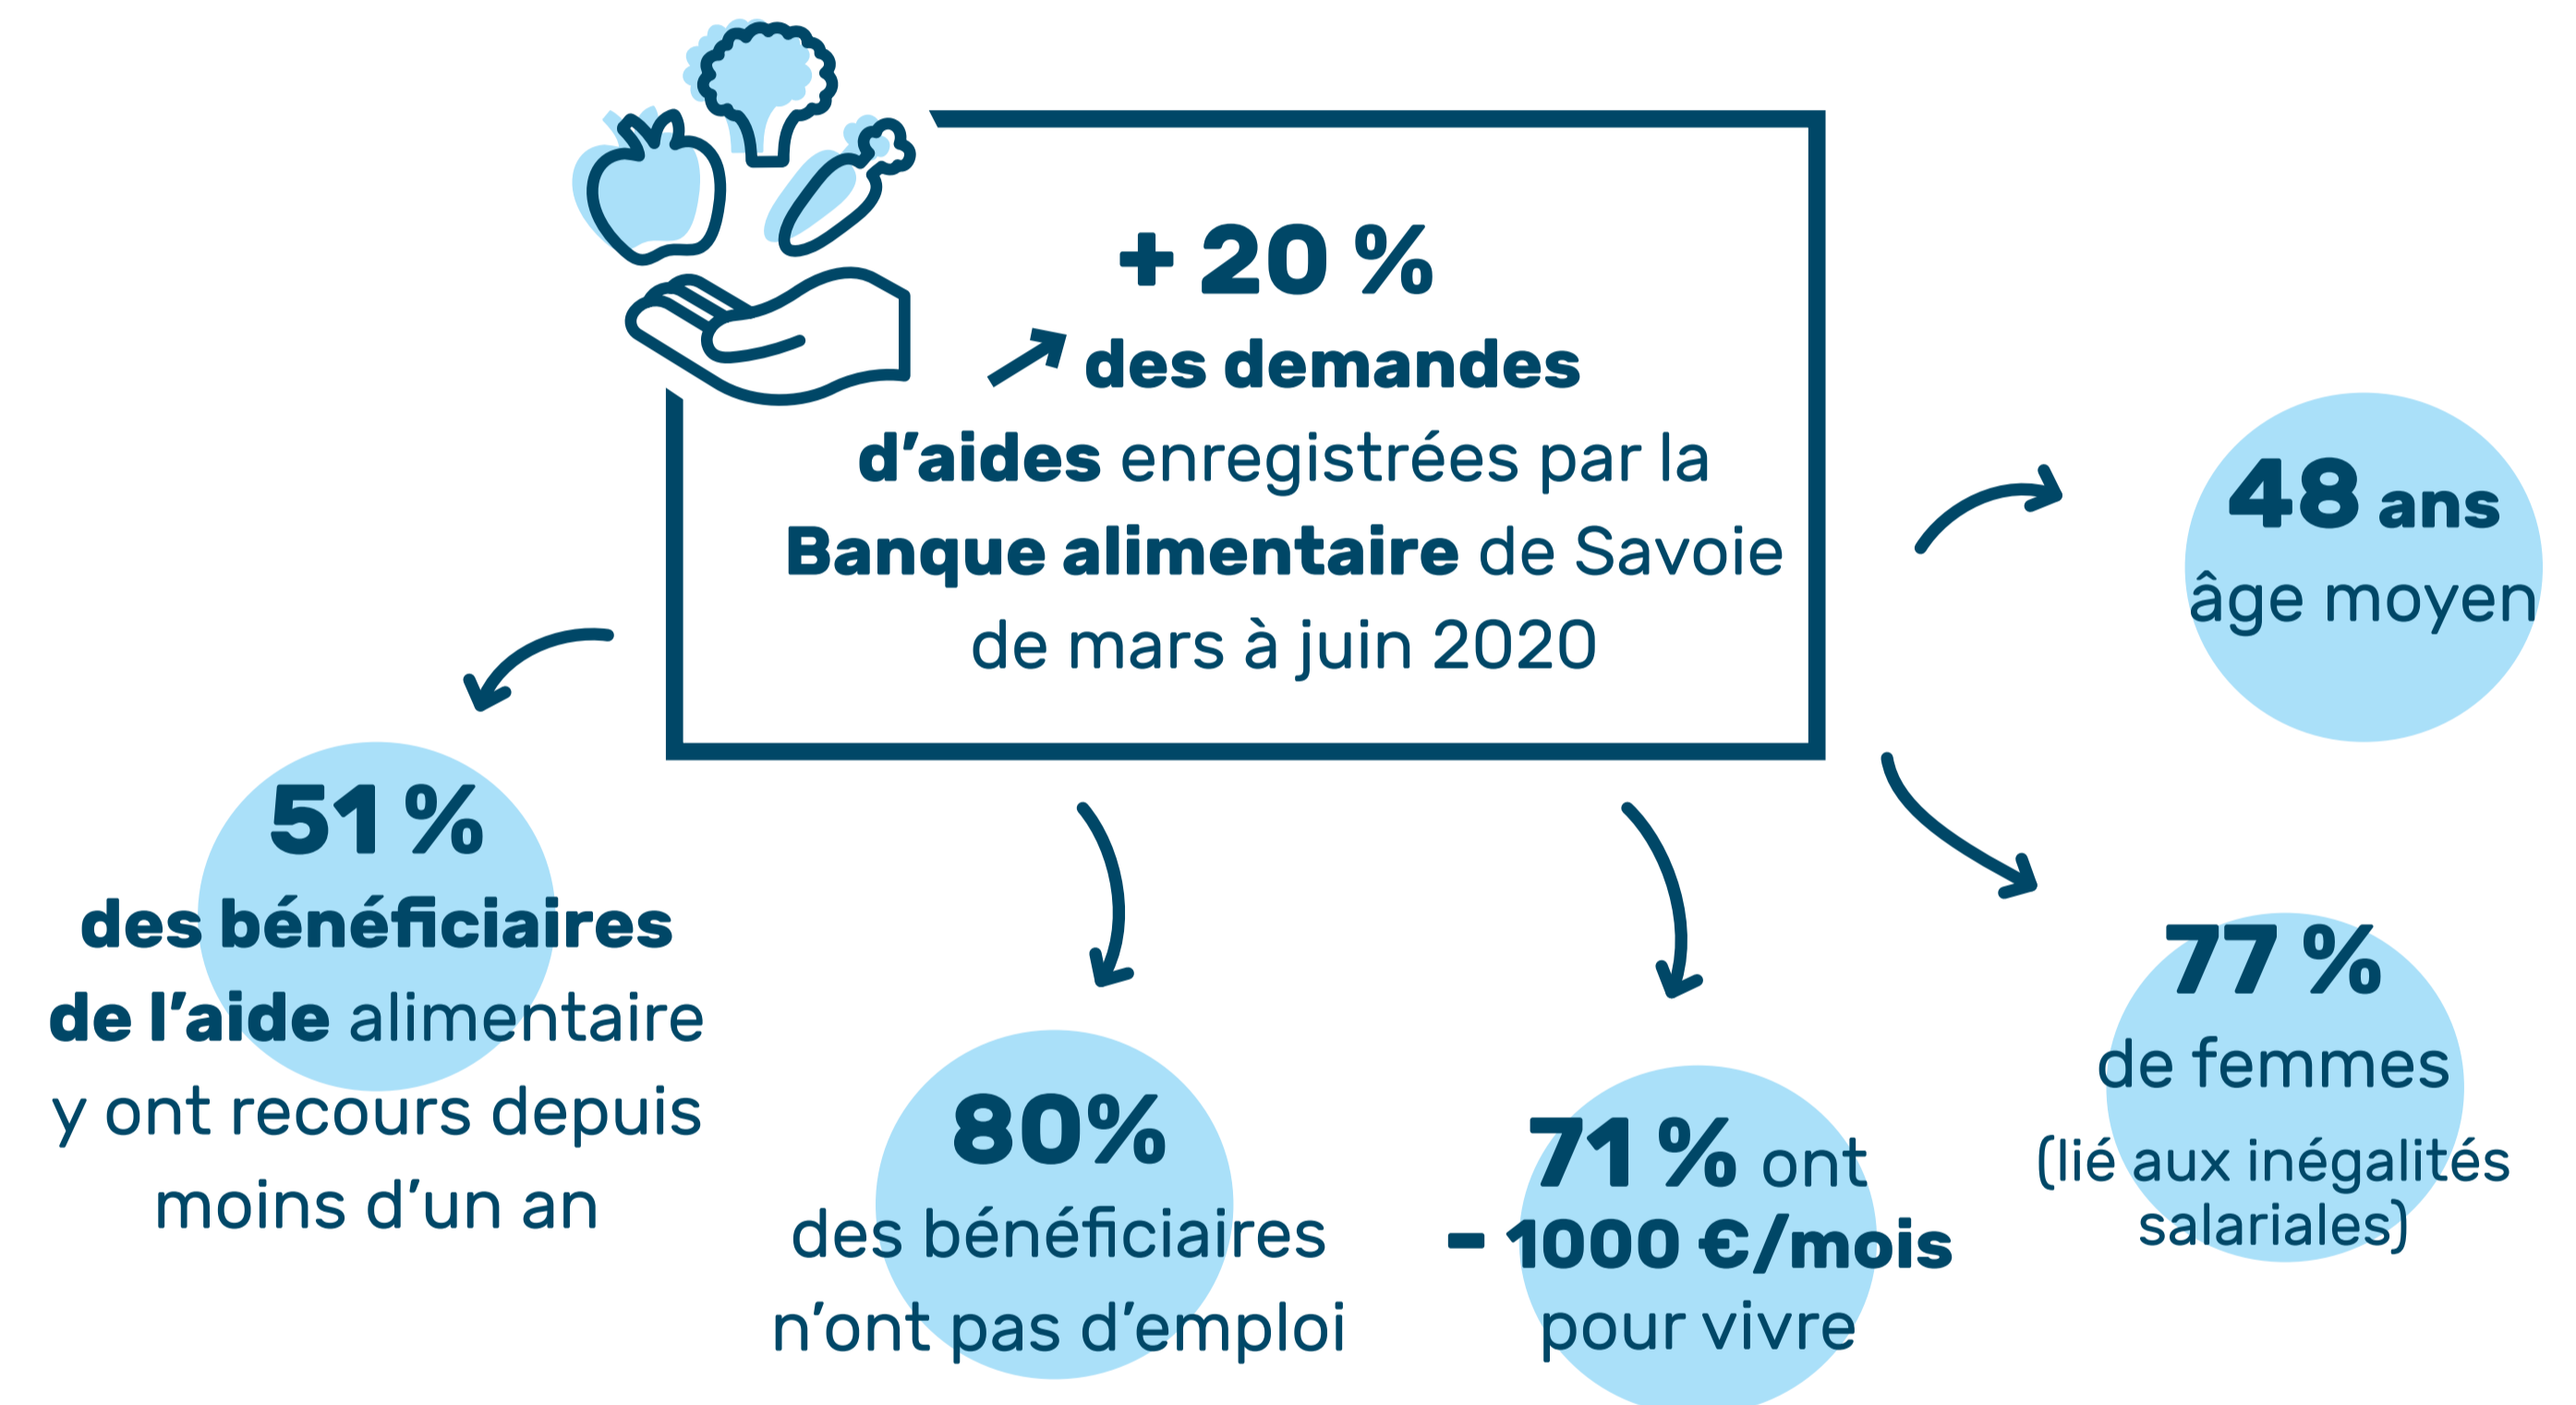 + 20 %
des demandes
d’aides enregistrées par la
Banque alimentaire de Savoie
de mars à juin 2020
48 ans
âge moyen
51 %
des bénéficiaires
de l’aide alimentaire
y ont recours depuis
moins d’un an
80%
des bénéficiaires
n’ont pas d’emploi
71 % ont
- 1000 €/mois
pour vivre
77 %
de femmes
(lié aux inégalités
salariales)